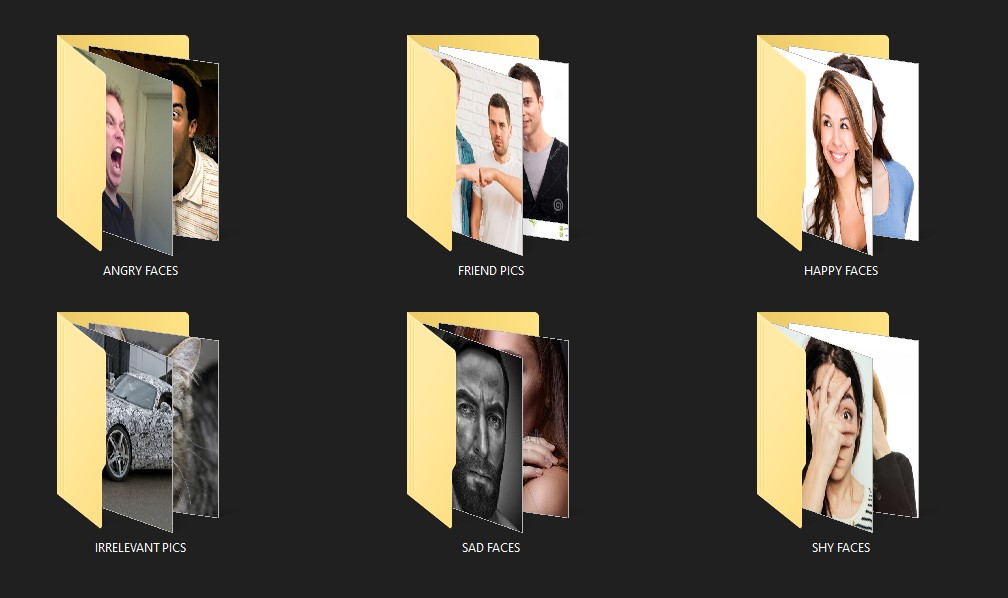 ANGRY FACES
FRIEND PICS
HAPPY FACES
IRRELEVANT PICS
SAD FACES
SHY FACES